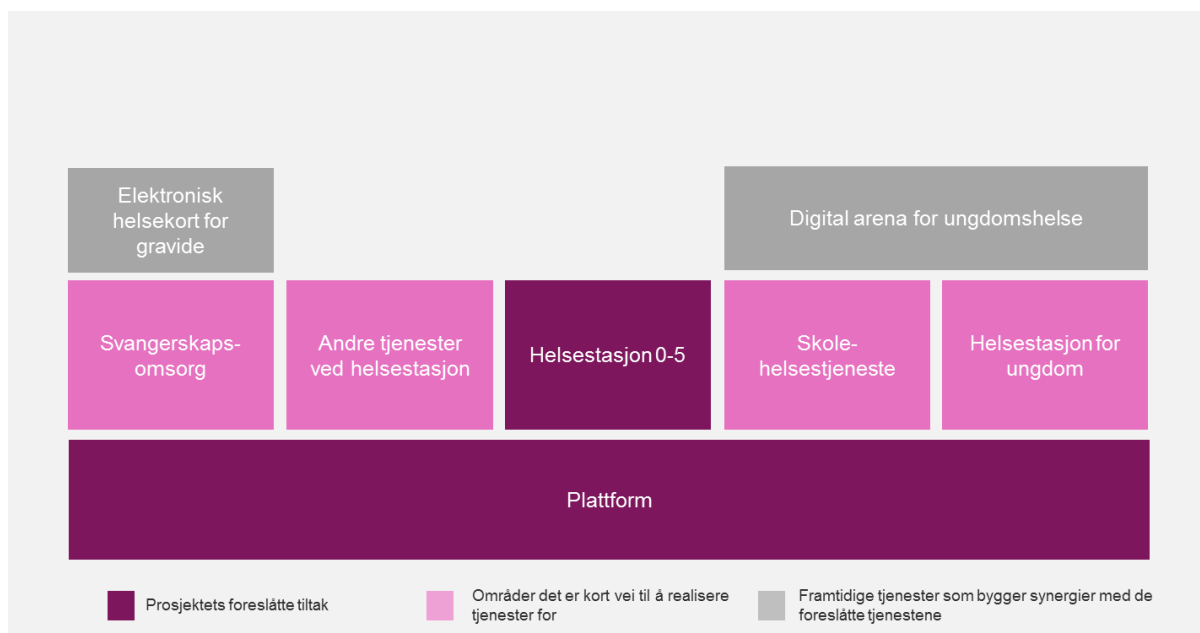 Elektronisk
helsekort for
gravide
Digital arena for ungdomshelse
Svangerskaps-
omsorg
Andre tjenester
ved helsestasjon
Helsestasjon 0-5
Skole-
helsestjeneste
Helsestasjon for
ungdom
Plattform
Prosjektets foreslåtte tiltak
Områder det er kort vei til å realisere
tjenester for
Framtidige tjenester som bygger synergier med de
foreslåtte tjenestene